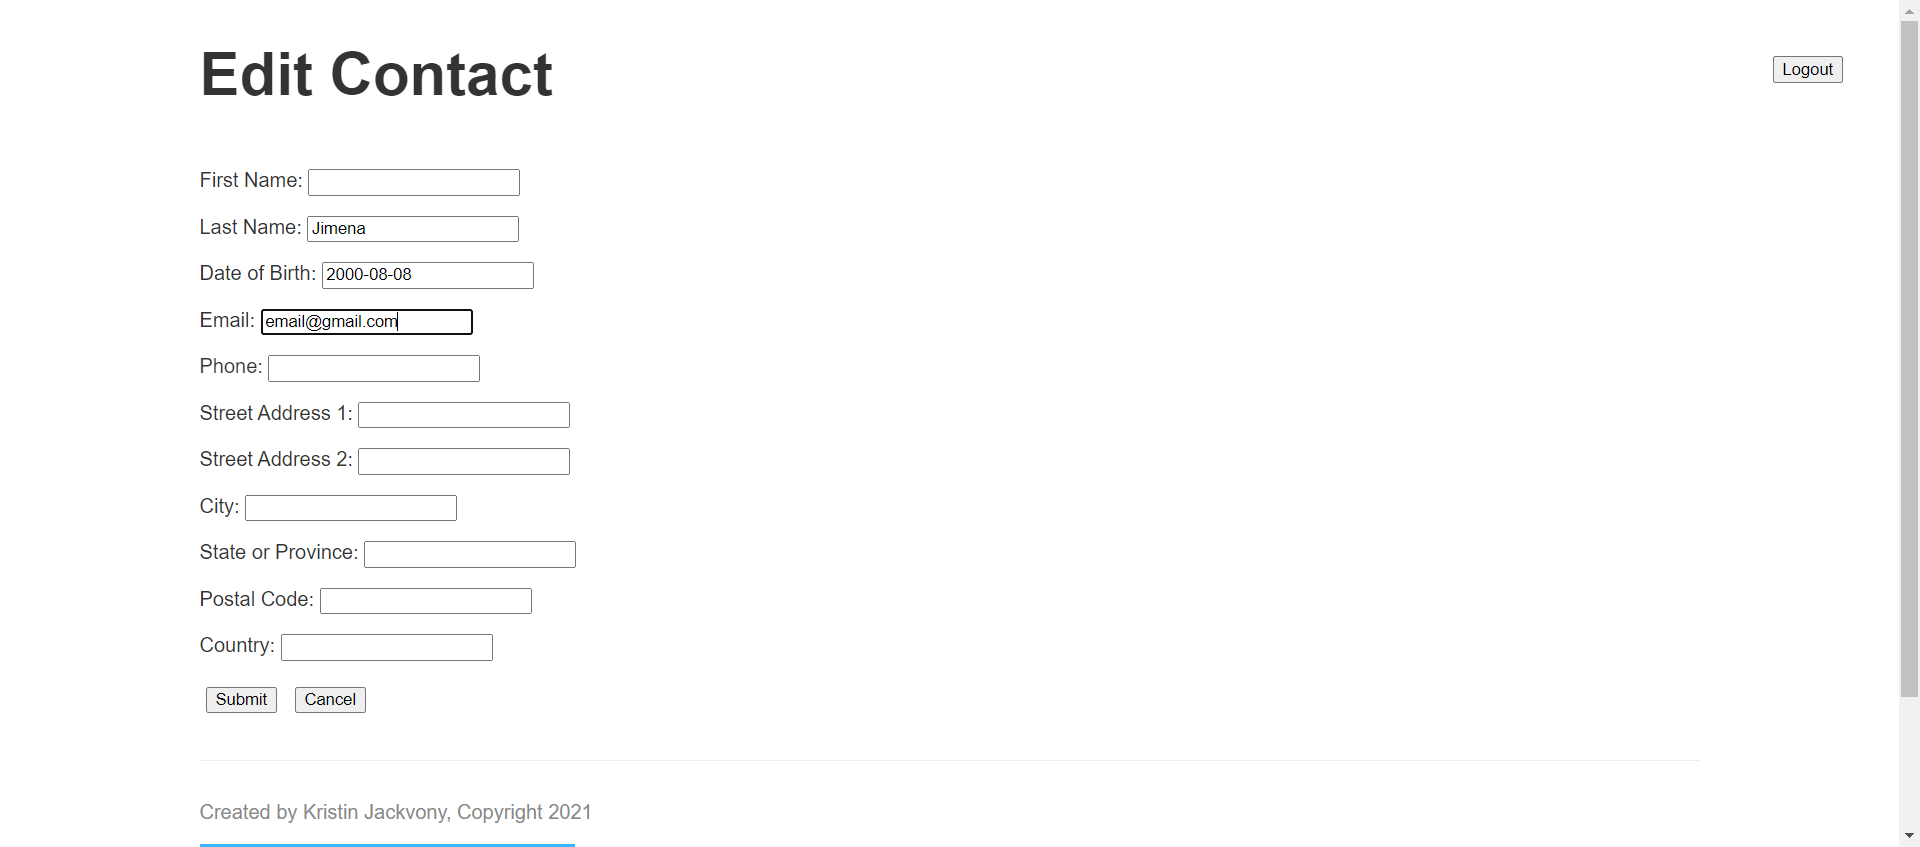 Edit Contact
Logout
First Name:
Last Name: Jimena
Date of Birth: 2000-08-08
Email: email@gmail.com
Phone:
Street Address 1:
Street Address 2:
City:
State or Province:
Postal Code:
Country:
Submit Cancel
Created by Kristin Jackvony, Copyright 2021